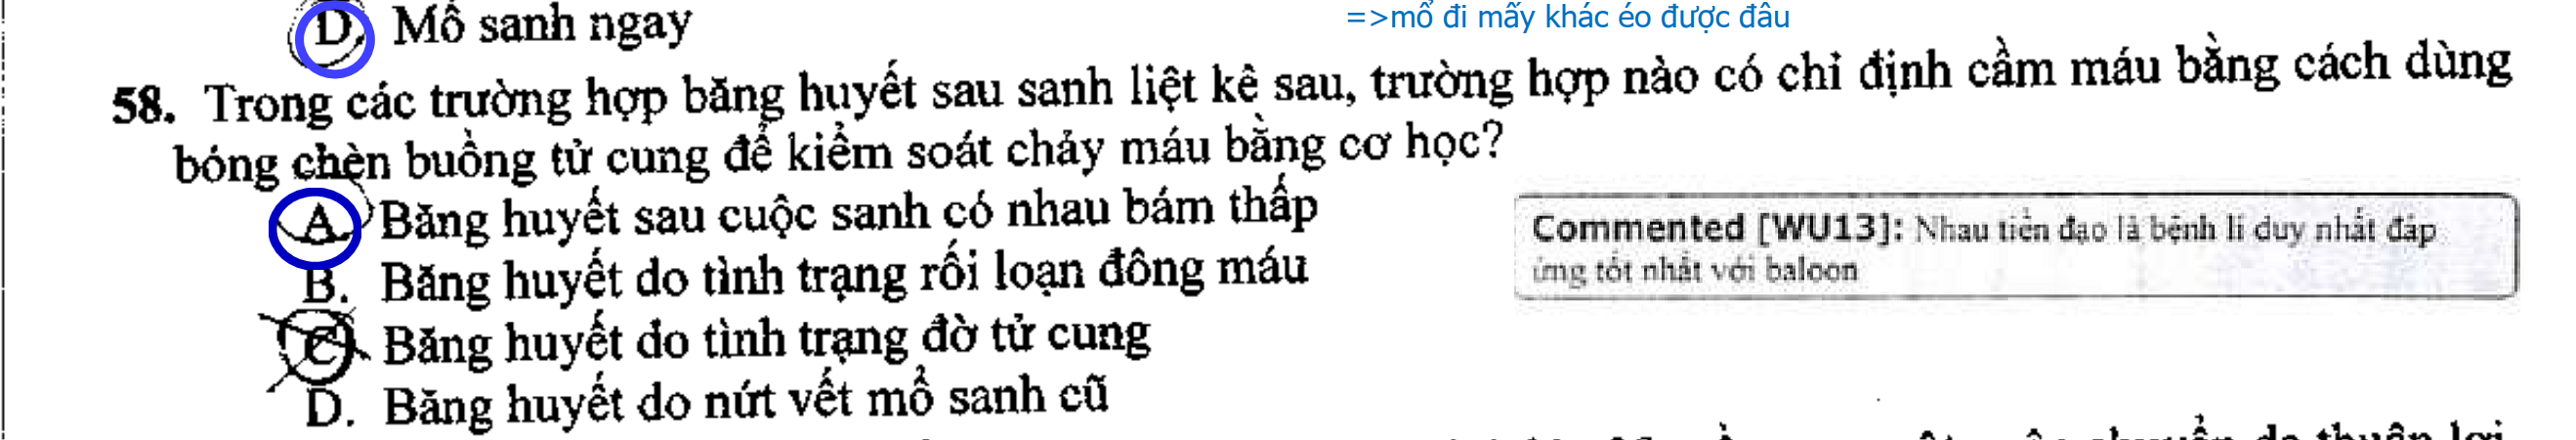 D. Mổ sanh ngay
=>mổ đi mấy khác éo được đâu
58. Trong các trường hợp băng huyết sau sanh liệt kê sau, trường hợp nào có chỉ định cầm máu bằng cách dùng
bóng chèn buồng tử cung để kiểm soát chảy máu bằng cơ học?
A. Băng huyết sau cuộc sanh có nhau bám thấp
Commented [WU13]: Nhau tiền đạo là bệnh lí duy nhất đáp
ứng tốt nhất với baloon
B. Băng huyết do tình trạng rối loạn đông máu
C. Băng huyết do tình trạng đờ tử cung
D. Băng huyết do nứt vết mổ sanh cũ